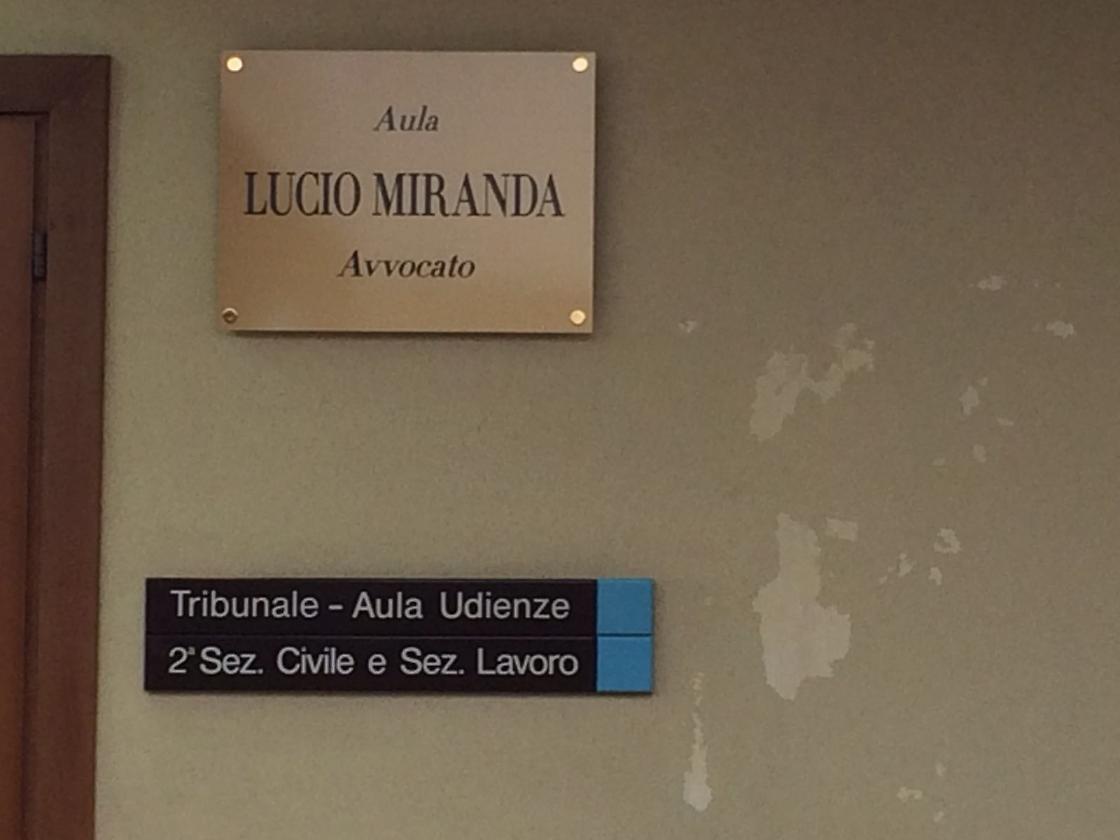 Aula
LUCIO MIRANDA
Avvocato
Tribunale - Aula Udienze
2ª Sez. Civile e Sez. Lavoro